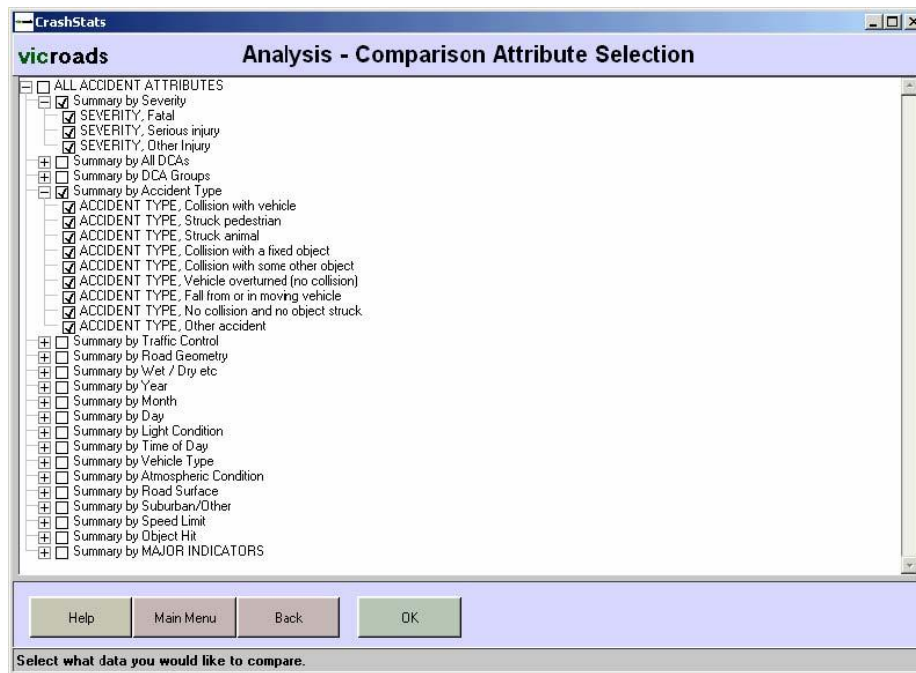 CrashStats
vicroads Analysis - Comparison Attribute Selection
ALL ACCIDENT ATTRIBUTES
Summary by Severity
SEVERITY, Fatal
SEVERITY, Serious injury
SEVERITY, Other Injury
Summary by All DCAs
Summary by DCA Groups
Summary by Accident Type
ACCIDENT TYPE, Collision with vehicle
ACCIDENT TYPE, Struck pedestrian
ACCIDENT TYPE, Struck animal
ACCIDENT TYPE, Collision with a fixed object
ACCIDENT TYPE, Collision with some other object
ACCIDENT TYPE, Vehicle overturned (no collision)
ACCIDENT TYPE, Fall from or in moving vehicle
ACCIDENT TYPE, No collision and no object struck
ACCIDENT TYPE, Other accident
Summary by Traffic Control
Summary by Road Geometry
Summary by Wet / Dry etc
Summary by Year
Summary by Month
Summary by Day
Summary by Light Condition
Summary by Time of Day
Summary by Vehicle Type
Summary by Atmospheric Condition
Summary by Road Surface
Summary by Suburban/Other
Summary by Speed Limit
Summary by Object Hit
Summary by MAJOR INDICATORS
Help Main Menu Back OK
Select what data you would like to compare.